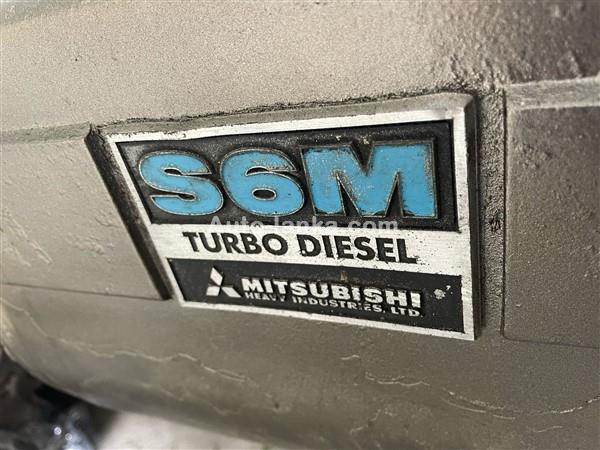 S6M
Auto-lanka.com
TURBO DIESEL
MITSUBISHI
HEAVY INDUSTRIES, LTD.